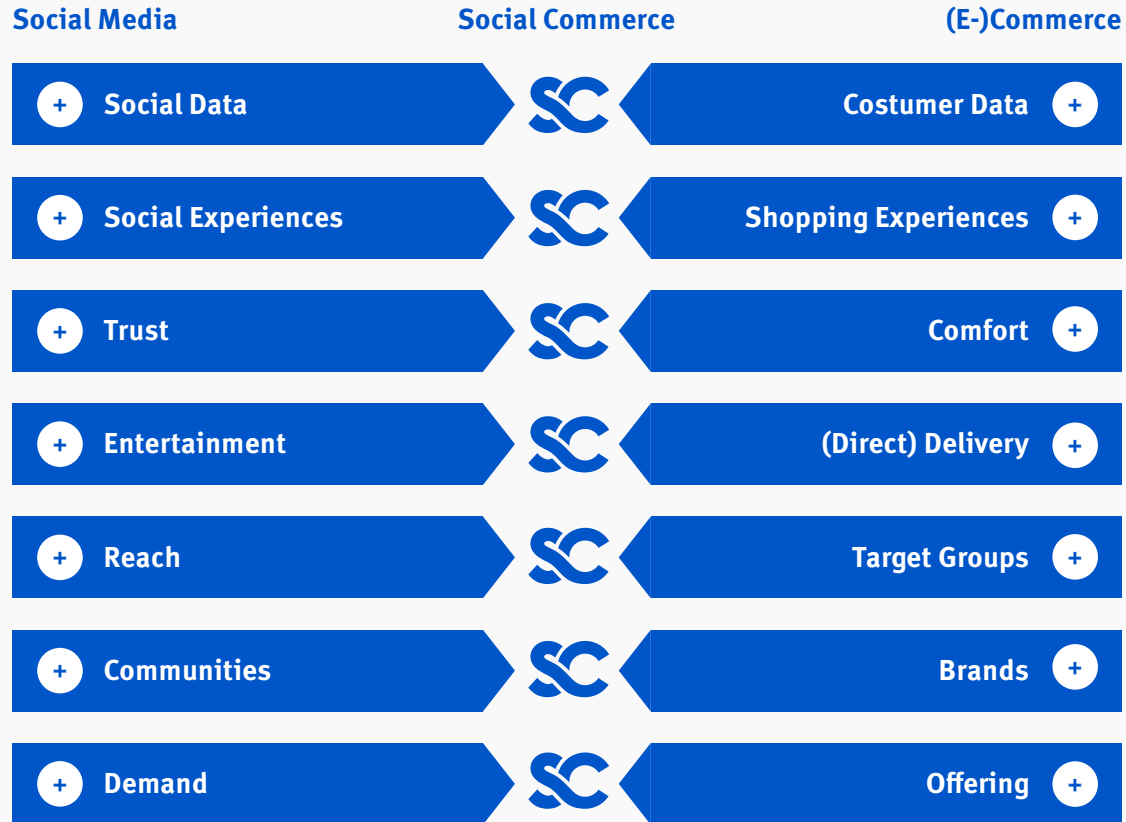 Social Media Social Commerce (E-)Commerce
+ Social Data SC Costumer Data +
+ Social Experiences SC Shopping Experiences +
+ Trust SC Comfort +
+ Entertainment SC (Direct) Delivery +
+ Reach SC Target Groups +
+ Communities SC Brands +
+ Demand SC Offering +